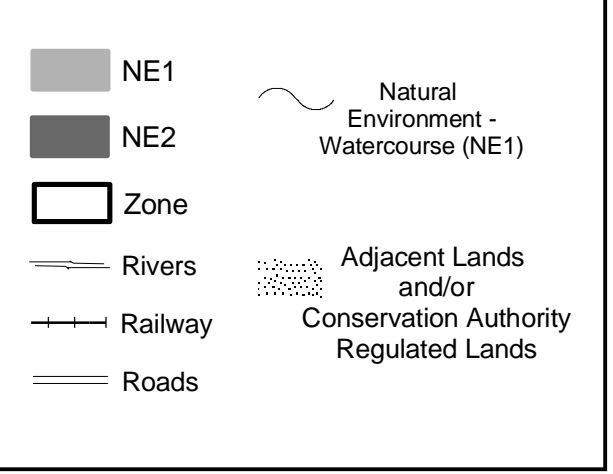 NE1
NE2
Zone
Rivers
Railway
Roads
Natural
Environment -
Watercourse (NE1)
Adjacent Lands
and/or
Conservation Authority
Regulated Lands